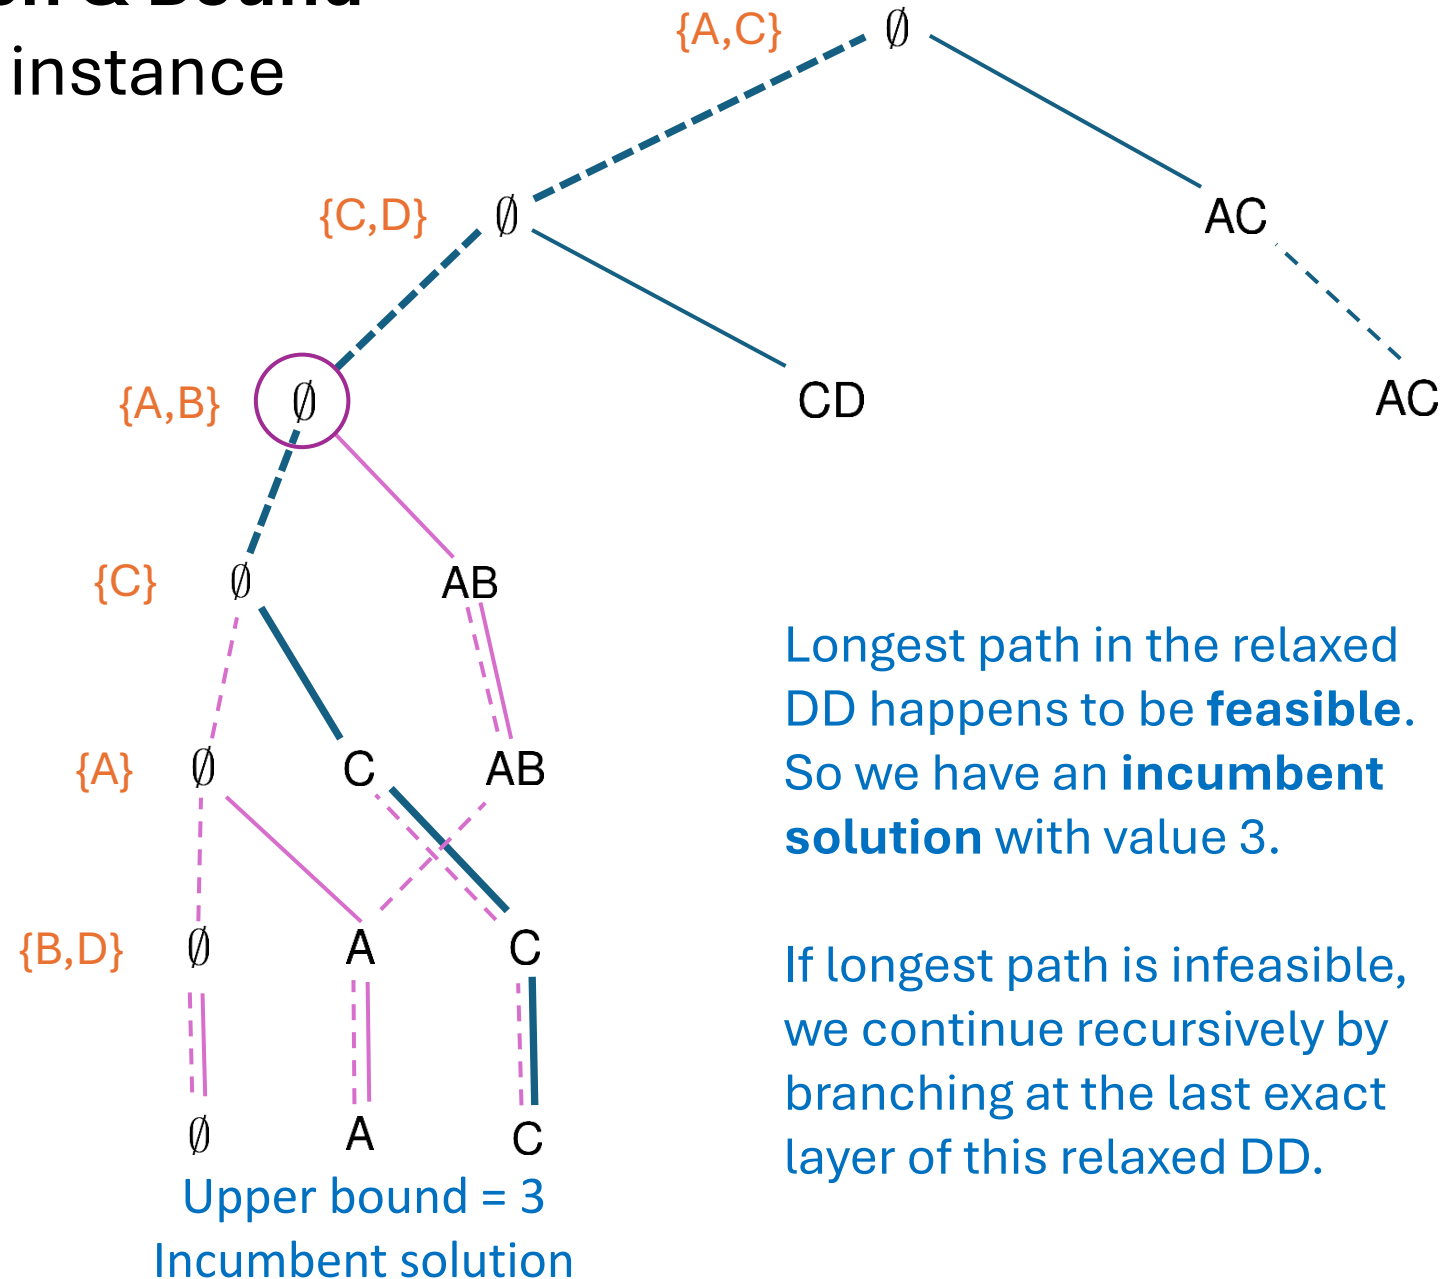 & Bound
instance
{A,C} ∅
{C,D} ∅ AC
{A,B} ∅ CD AC
{C} ∅ AB
{A} ∅ C AB
{B,D} ∅ A C
∅ A C
Upper bound = 3
Incumbent solution
Longest path in the relaxed
DD happens to be feasible.
So we have an incumbent
solution with value 3.
If longest path is infeasible,
we continue recursively by
branching at the last exact
layer of this relaxed DD.